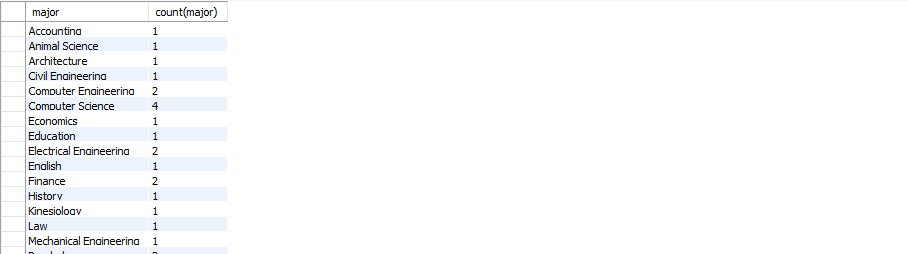 major count(major)
Accounting 1
Animal Science 1
Architecture 1
Civil Engineering 1
Computer Engineering 2
Computer Science 4
Economics 1
Education 1
Electrical Engineering 2
English 1
Finance 2
History 1
Kinesiology 1
Law 1
Mechanical Engineering 1